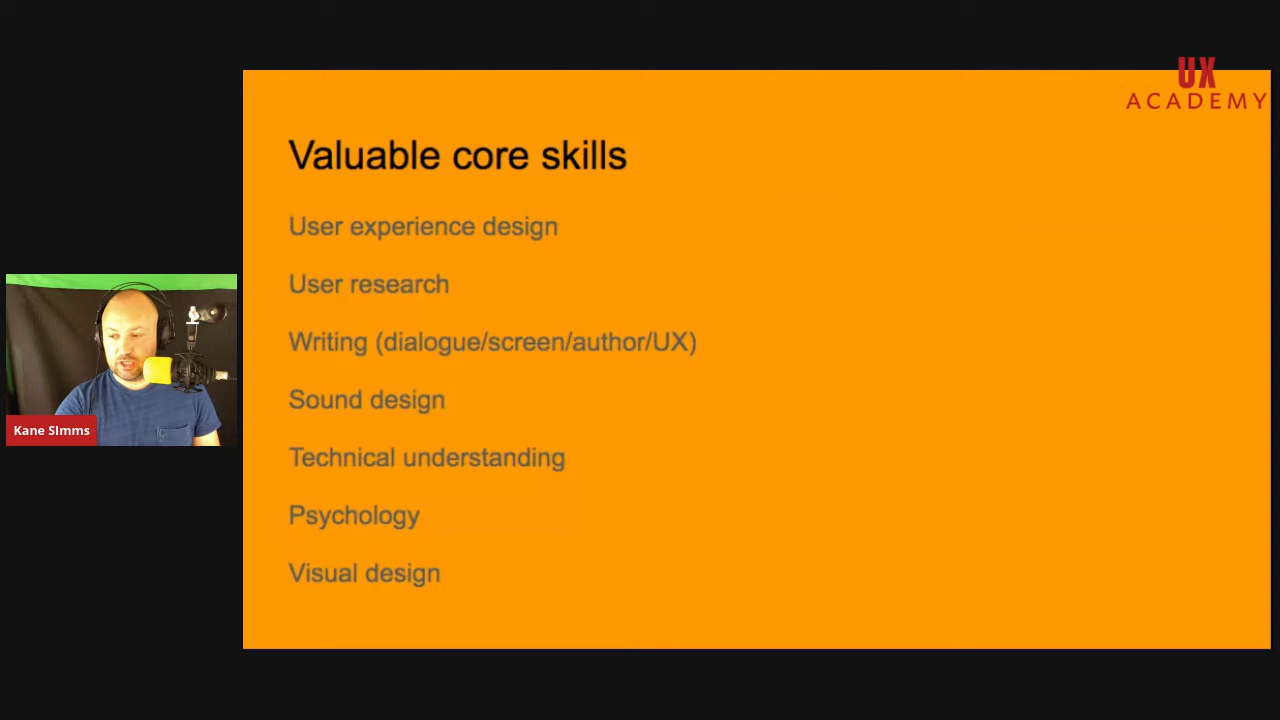 UX
ACADEMY
Valuable core skills
User experience design
User research
Writing (dialogue/screen/author/UX)
Sound design
Technical understanding
Psychology
Visual design
Kane SImms